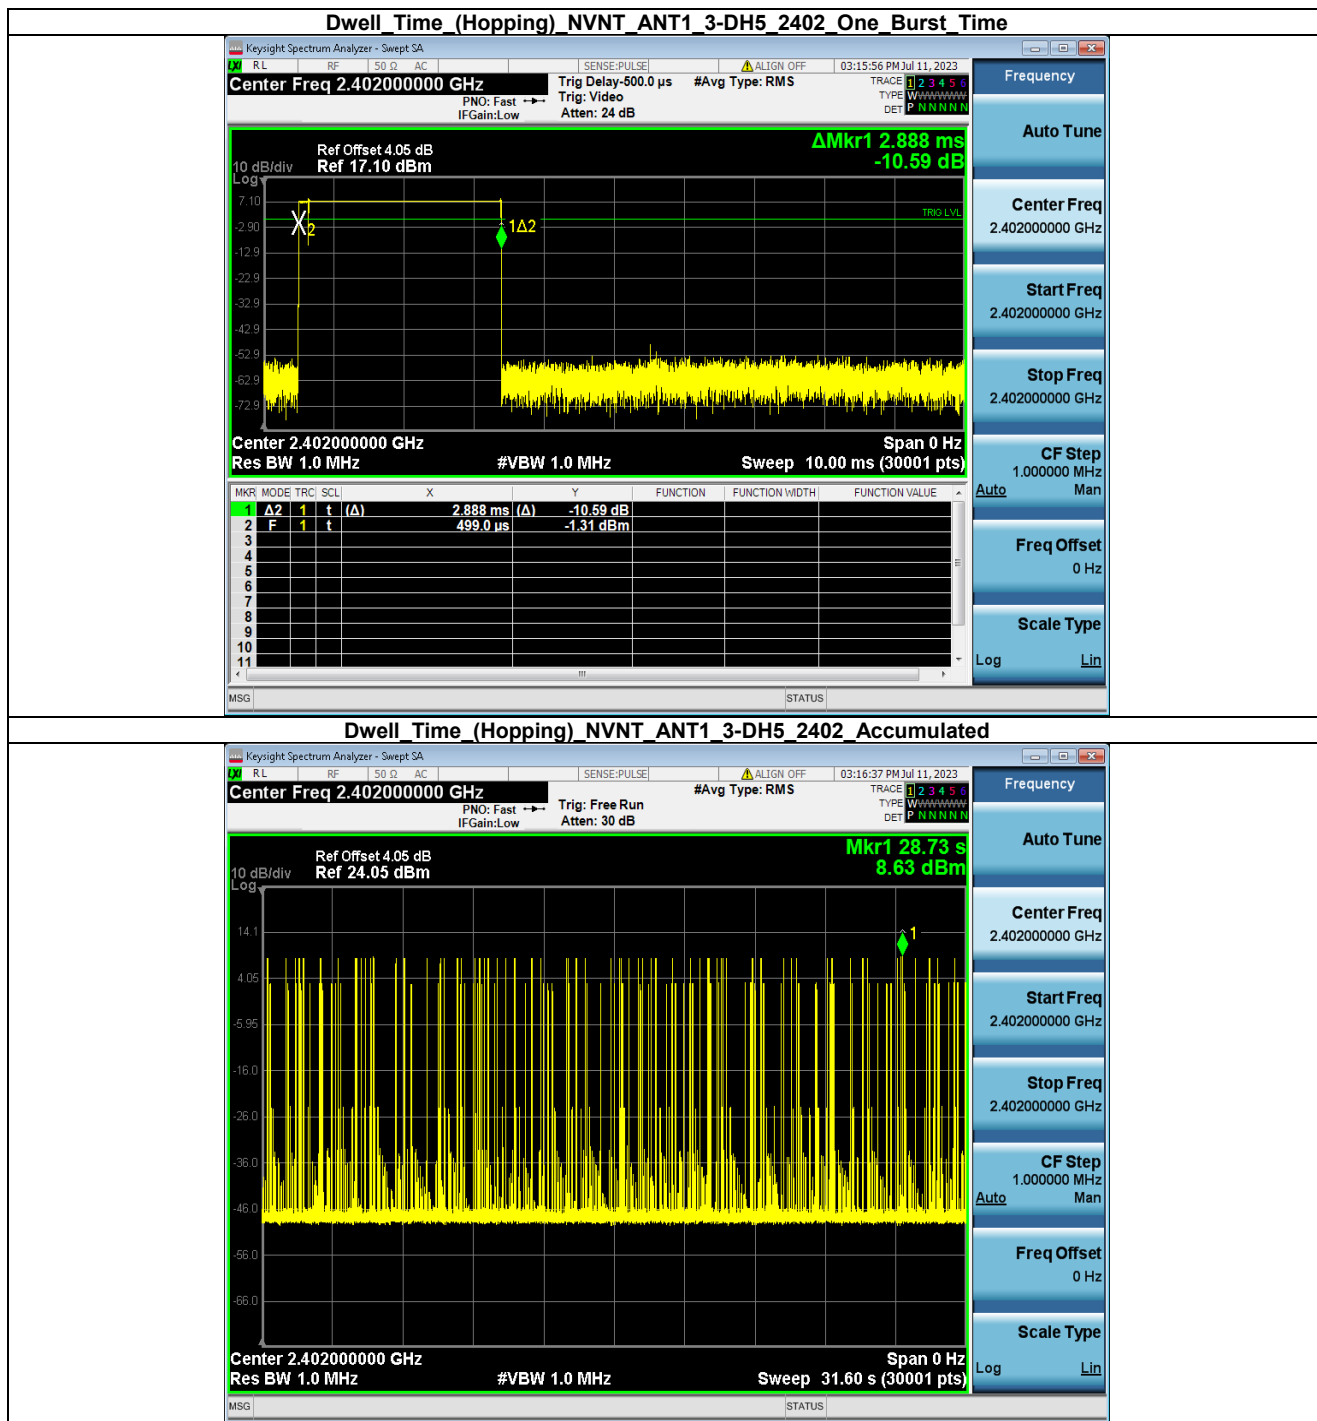 Dwell_Time_(Hopping)_NVNT_ANT1_3-DH5_2402_One_Burst_Time
Keysight Spectrum Analyzer - Swept SA
LXI RL RF 50 Ω AC SENSE:PULSE ALIGN OFF 03:15:56 PM Jul 11, 2023
Center Freq 2.402000000 GHz
PNO: Fast
IFGain:Low
Trig Delay-500.0 µs
Trig: Video
Atten: 24 dB
#Avg Type: RMS
TRACE 1 2 3 4 5 6
TYPE WWWWWW
DET P N N N N N
Frequency
Auto Tune
Center Freq
2.402000000 GHz
Start Freq
2.402000000 GHz
Stop Freq
2.402000000 GHz
CF Step
1.000000 MHz
Auto Man
Freq Offset
0 Hz
Scale Type
Log Lin
ΔMkr1 2.888 ms
-10.59 dB
Ref Offset 4.05 dB
10 dB/div Ref 17.10 dBm
Log
7.10
-2.90
-12.9
-22.9
-32.9
-42.9
-52.9
-62.9
-72.9
TRIG LVL
2
1Δ2
Center 2.402000000 GHz Span 0 Hz
Res BW 1.0 MHz #VBW 1.0 MHz Sweep 10.00 ms (30001 pts)
MKR MODE TRC SCL X Y FUNCTION FUNCTION WIDTH FUNCTION VALUE
1 Δ2 1 t (Δ) 2.888 ms (Δ) -10.59 dB
2 F 1 t 499.0 µs -1.31 dBm
3
4
5
6
7
8
9
10
11
MSG STATUS
Dwell_Time_(Hopping)_NVNT_ANT1_3-DH5_2402_Accumulated
Keysight Spectrum Analyzer - Swept SA
LXI RL RF 50 Ω AC SENSE:PULSE ALIGN OFF 03:16:37 PM Jul 11, 2023
Center Freq 2.402000000 GHz
PNO: Fast
IFGain:Low
Trig: Free Run
Atten: 30 dB
#Avg Type: RMS
TRACE 1 2 3 4 5 6
TYPE WWWWWW
DET P N N N N N
Frequency
Auto Tune
Center Freq
2.402000000 GHz
Start Freq
2.402000000 GHz
Stop Freq
2.402000000 GHz
CF Step
1.000000 MHz
Auto Man
Freq Offset
0 Hz
Scale Type
Log Lin
Mkr1 28.73 s
8.63 dBm
Ref Offset 4.05 dB
10 dB/div Ref 24.05 dBm
Log
14.1
4.05
-5.95
-16.0
-26.0
-36.0
-46.0
-56.0
-66.0
1
Center 2.402000000 GHz Span 0 Hz
Res BW 1.0 MHz #VBW 1.0 MHz Sweep 31.60 s (30001 pts)
MSG STATUS